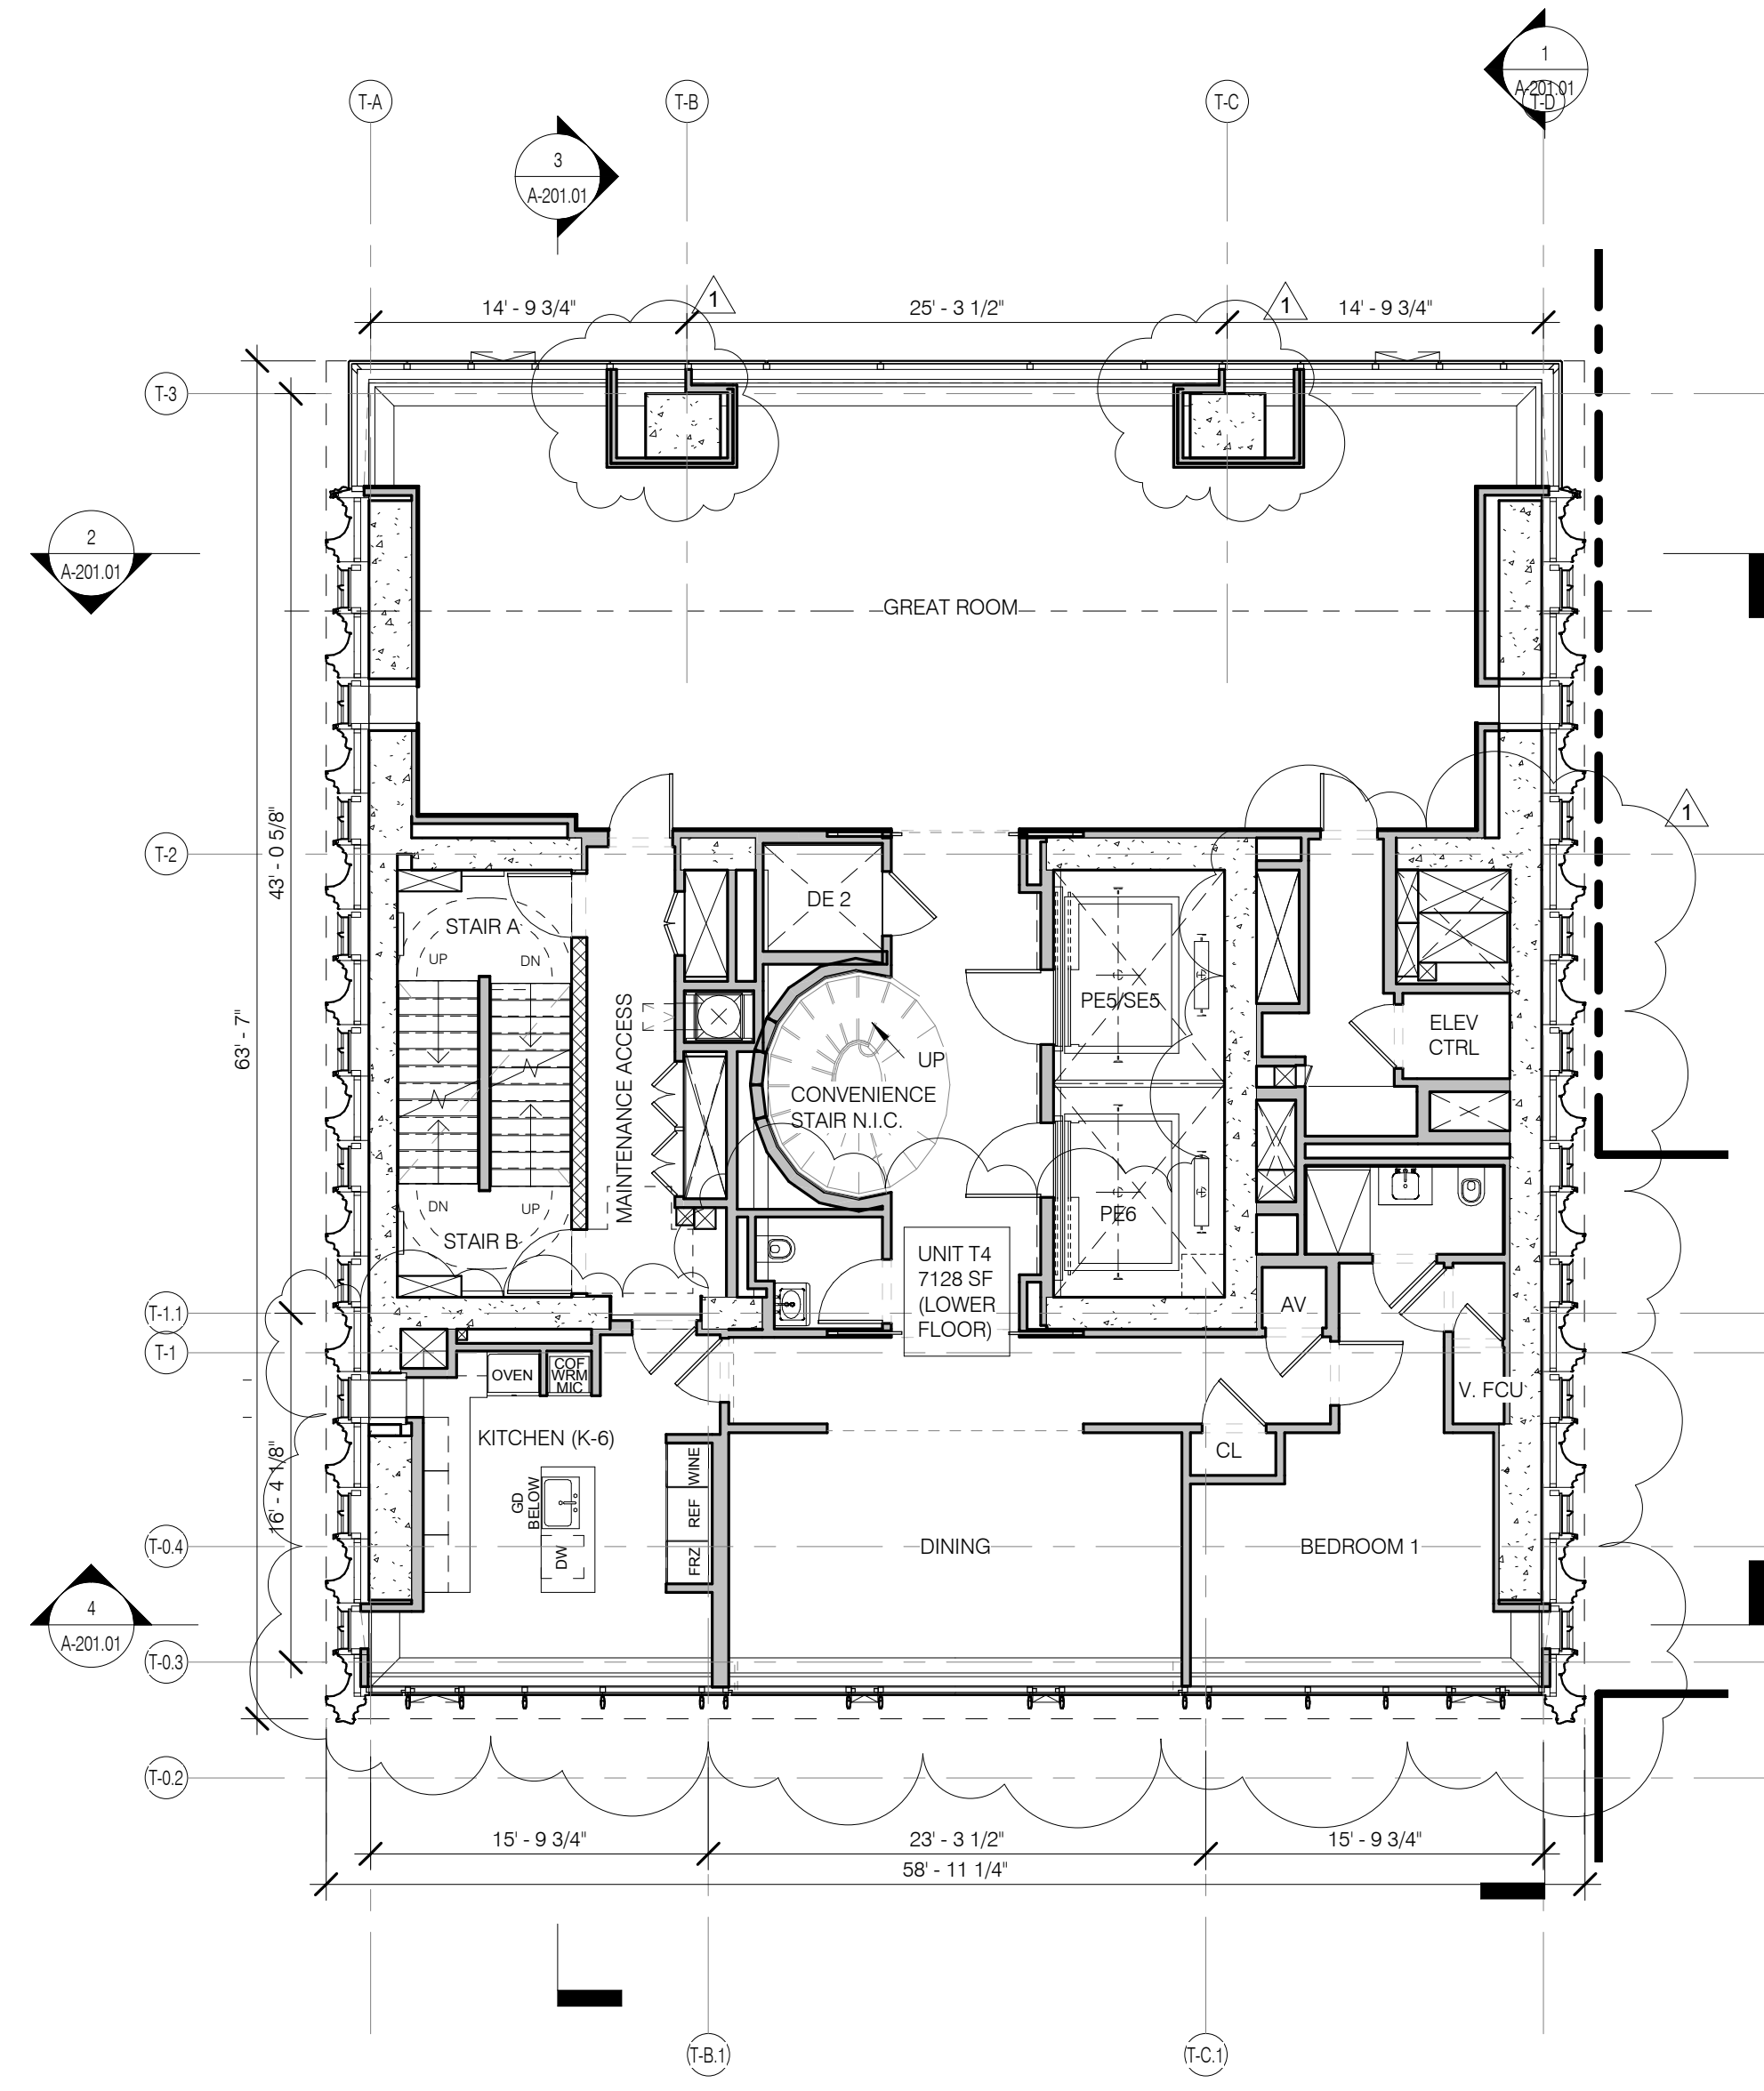 1
A-201.01
T-A
T-B
T-C
T-D
3
A-201.01
14' - 9 3/4"
1
25' - 3 1/2"
1
14' - 9 3/4"
T-3
2
A-201.01
GREAT ROOM
43' - 0 5/8"
63' - 7"
1
T-2
DE 2
STAIR A
UP
DN
MAINTENANCE ACCESS
PE5/SE5
ELEV
CTRL
UP
CONVENIENCE
STAIR N.I.C.
DN
UP
STAIR B
PE6
UNIT T4
7128 SF
(LOWER
FLOOR)
AV
T-1.1
T-1
OVEN
COF
WRM
MIC
V. FCU
KITCHEN (K-6)
WINE
CL
16' - 4 1/8"
GD
BELOW
REF
T-0.4
DW
FRZ
DINING
BEDROOM 1
4
A-201.01
T-0.3
T-0.2
15' - 9 3/4"
23' - 3 1/2"
15' - 9 3/4"
58' - 11 1/4"
T-B.1
T-C.1